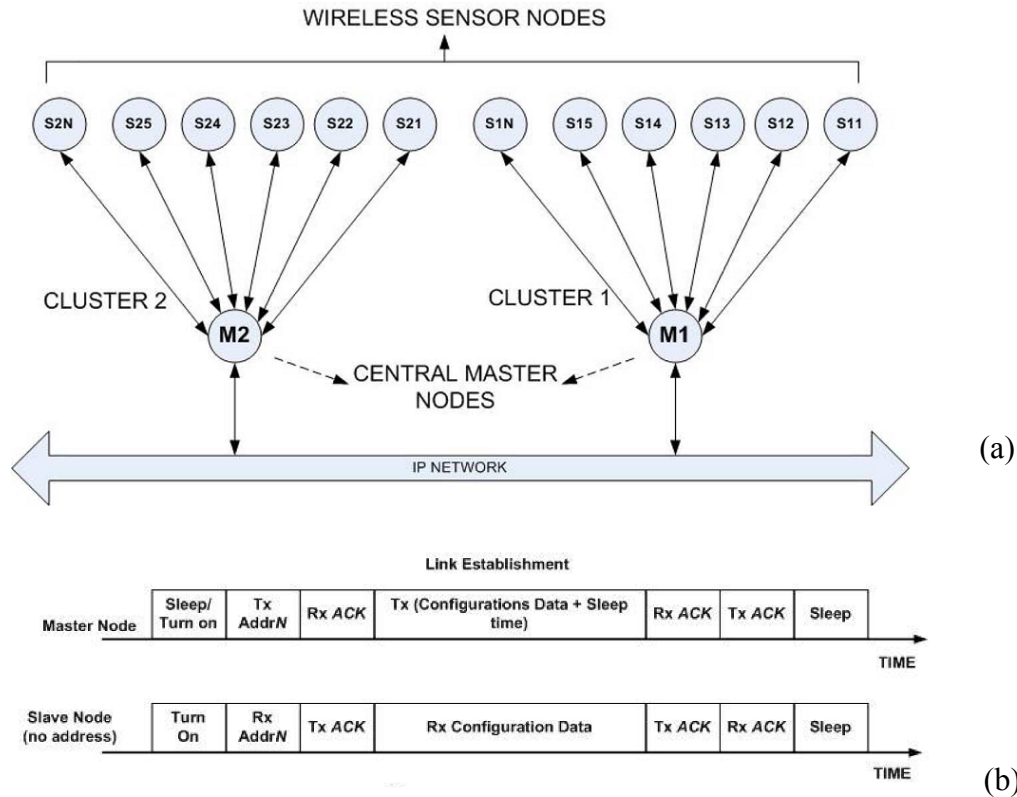 WIRELESS SENSOR NODES
S2N S25 S24 S23 S22 S21 S1N S15 S14 S13 S12 S11
CLUSTER 2
CLUSTER 1
M2
M1
CENTRAL MASTER
NODES
IP NETWORK
(a)
Link Establishment
Master Node
Sleep/
Turn on
Tx
AddrN
Rx ACK
Tx (Configurations Data + Sleep
time)
Rx ACK
Tx ACK
Sleep
TIME
Slave Node
(no address)
Turn
On
Rx
AddrN
Tx ACK
Rx Configuration Data
Tx ACK
Rx ACK
Sleep
TIME
(b)